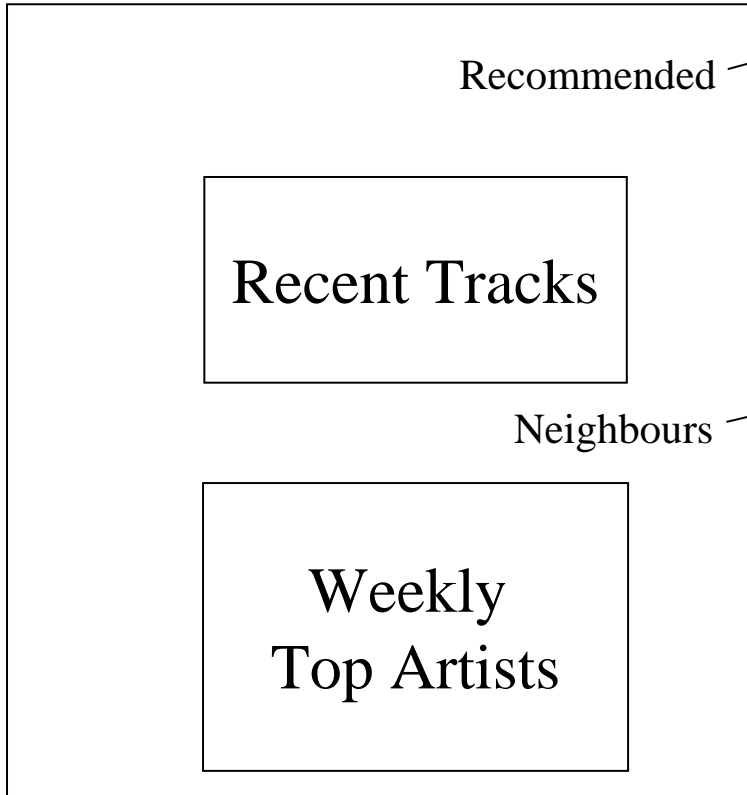 Recommended
Recent Tracks
Neighbours
Weekly
Top Artists